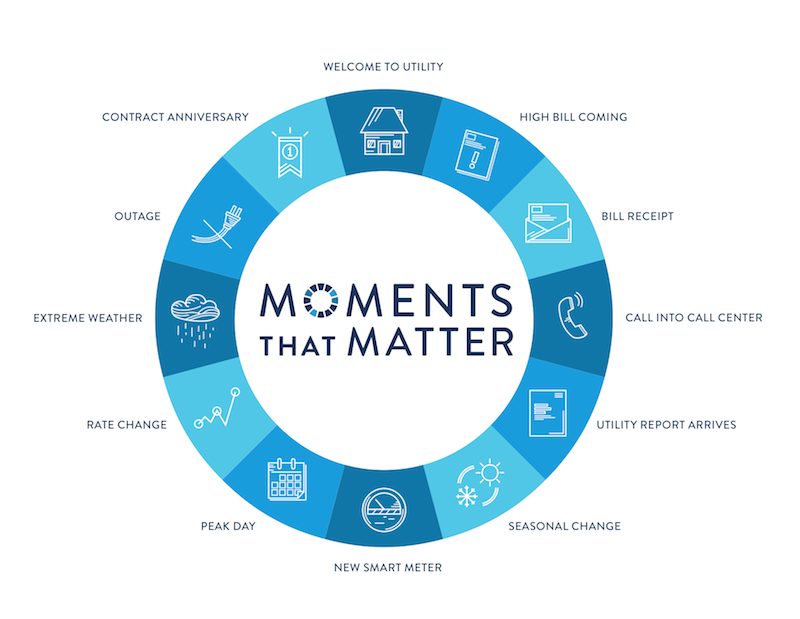 WELCOME TO UTILITY
HIGH BILL COMING
BILL RECEIPT
CALL INTO CALL CENTER
UTILITY REPORT ARRIVES
SEASONAL CHANGE
NEW SMART METER
PEAK DAY
RATE CHANGE
EXTREME WEATHER
OUTAGE
CONTRACT ANNIVERSARY
1
!
MOMENTS
THAT MATTER